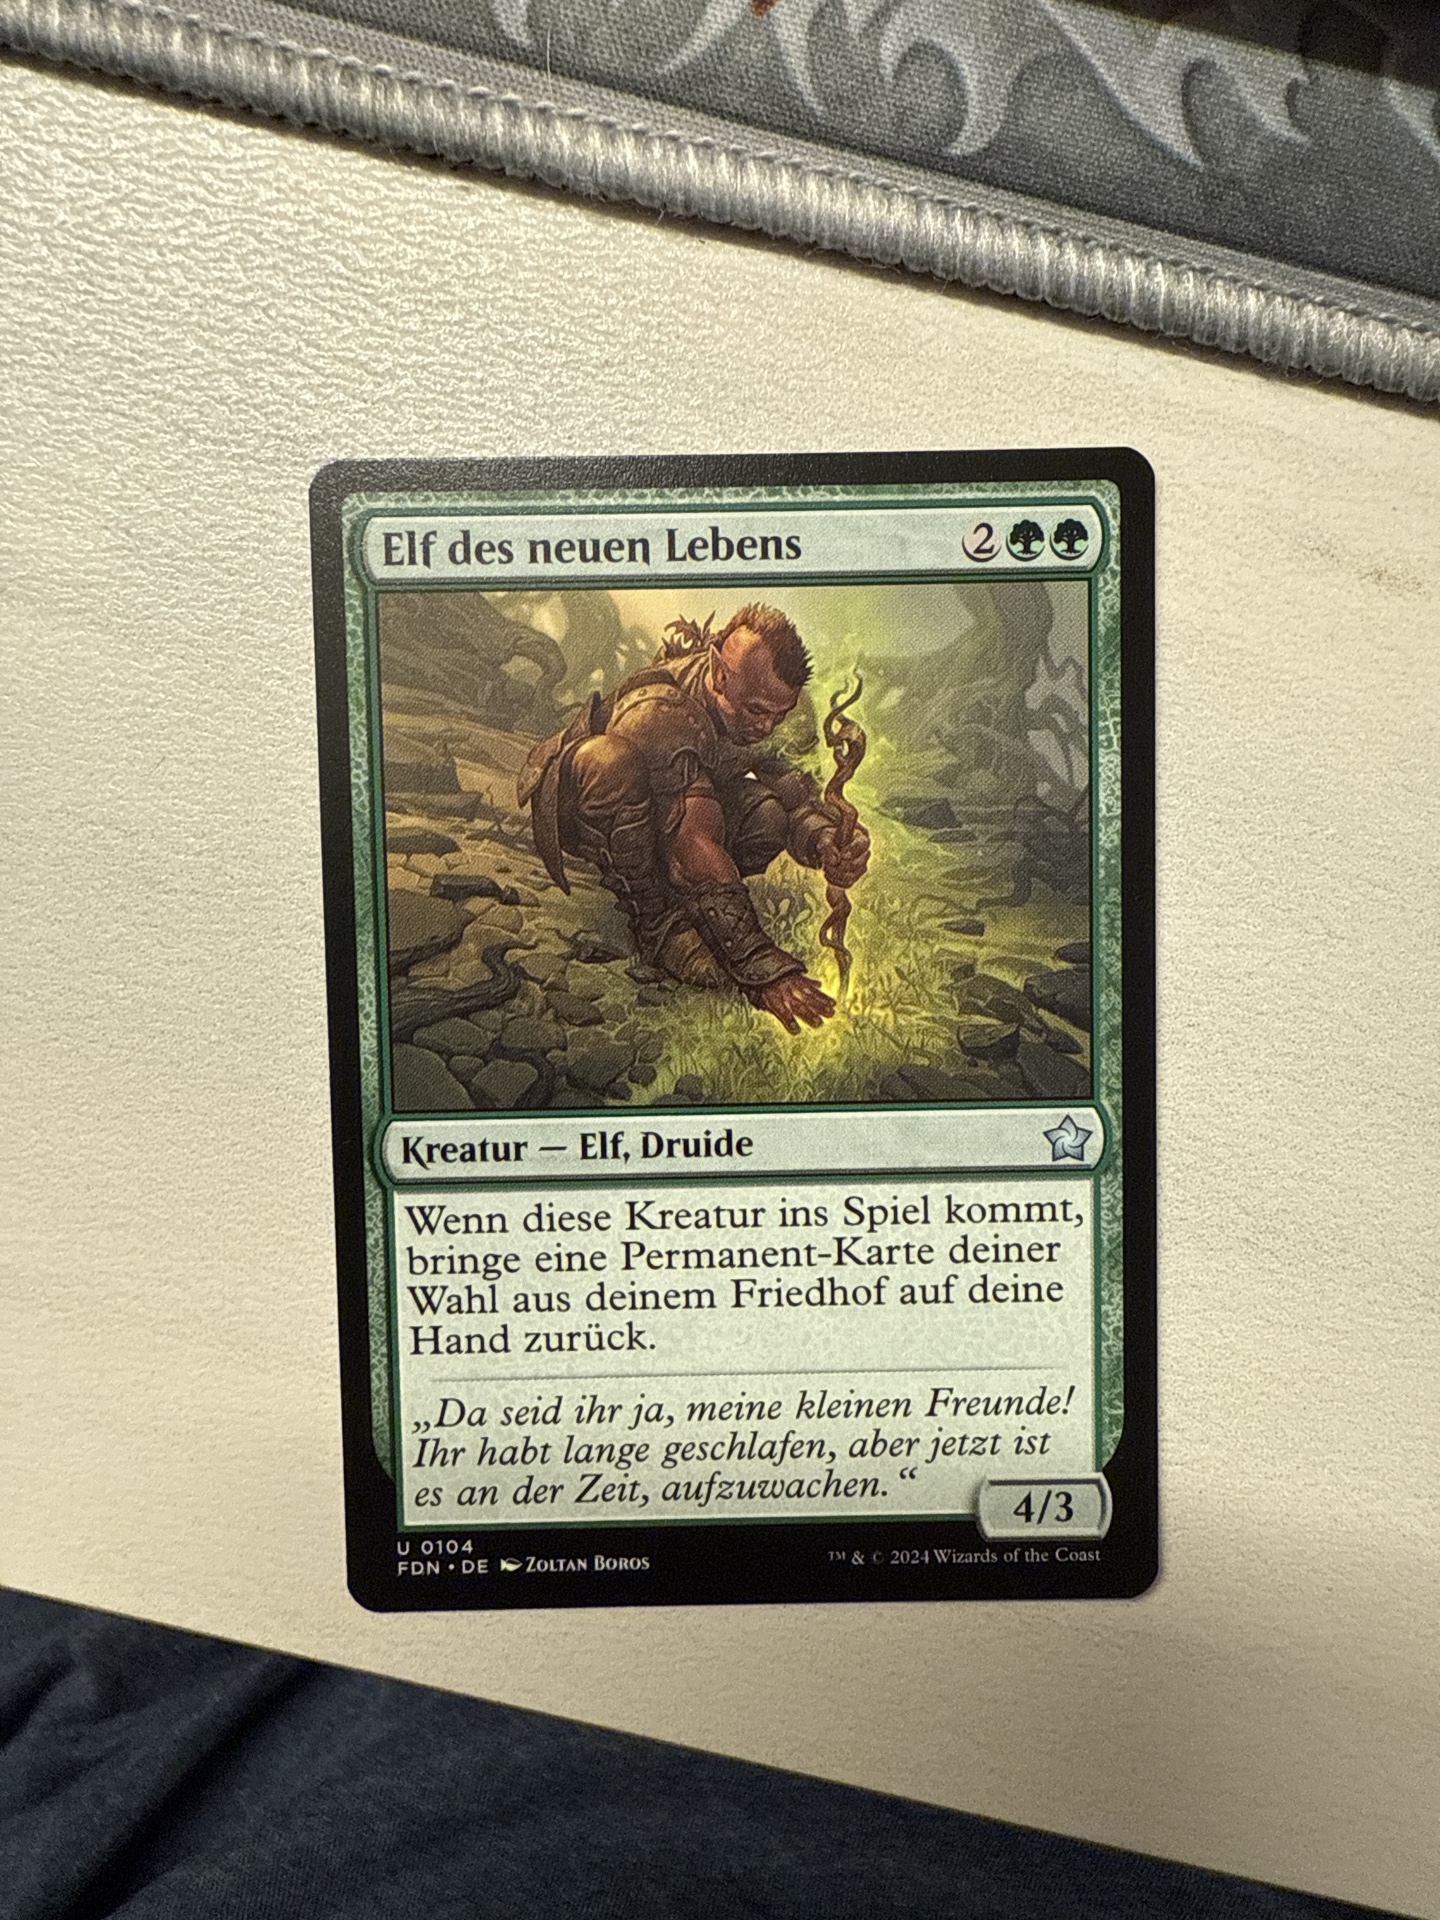 Elf des neuen Lebens 2
Kreatur — Elf, Druide
Wenn diese Kreatur ins Spiel kommt,
bringe eine Permanent-Karte deiner
Wahl aus deinem Friedhof auf deine
Hand zurück.
„Da seid ihr ja, meine kleinen Freunde!
Ihr habt lange geschlafen, aber jetzt ist
es an der Zeit, aufzuwachen.“
4/3
U 0104
FDN • DE Zoltan Boros
™ & © 2024 Wizards of the Coast